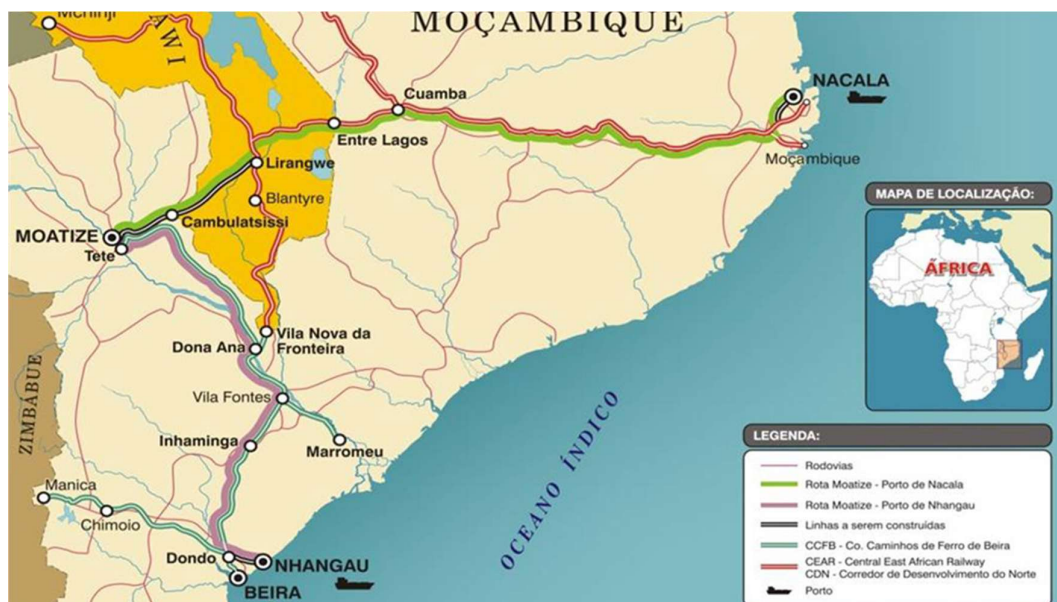 Mchinji
AWI
MOÇAMBIQUE
NACALA
Cuamba
Entre Lagos
Moçambique
Lirangwe
Blantyre
Cambulatsissi
MOATIZE
Tete
MAPA DE LOCALIZAÇÃO:
ÁFRICA
Vila Nova da
Fronteira
Dona Ana
ZIMBÁBUE
Vila Fontes
Inhaminga
Marromeu
OCEANO ÍNDICO
Manica
Chimoio
Dondo
NHANGAU
BEIRA
LEGENDA:
Rodovias
Rota Moatize - Porto de Nacala
Rota Moatize - Porto de Nhangau
Linhas a serem construídas
CCFB - Co. Caminhos de Ferro de Beira
CEAR - Central East African Railway
CDN - Corredor de Desenvolvimento do Norte
Porto